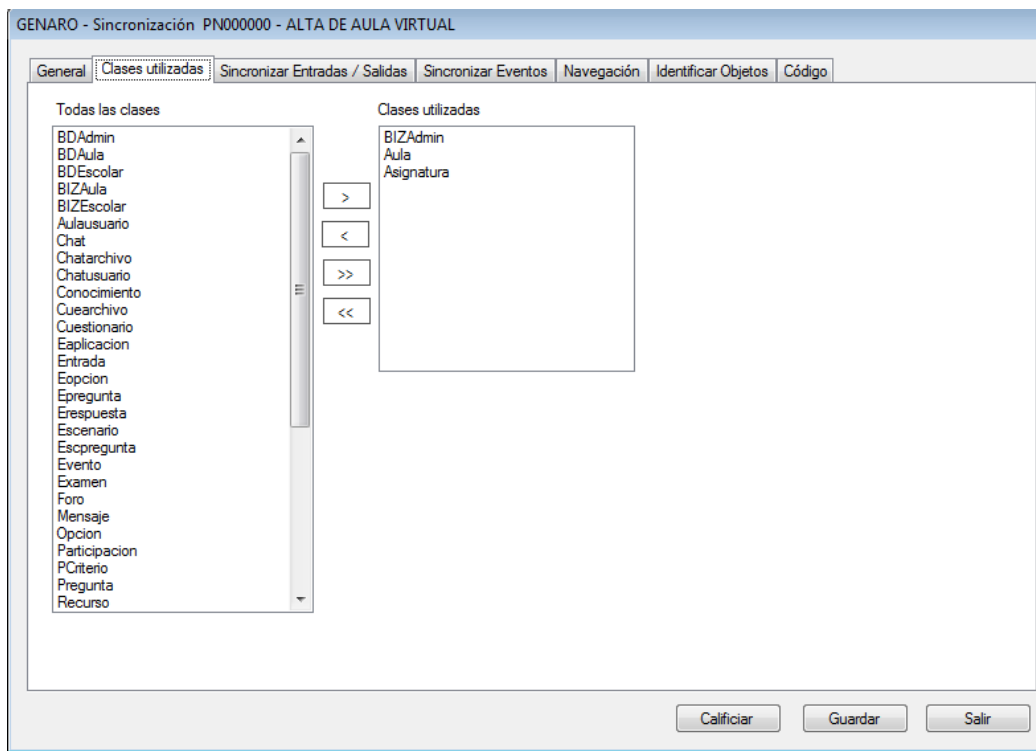 GENARO - Sincronización PN000000 - ALTA DE AULA VIRTUAL
General Clases utilizadas Sincronizar Entradas / Salidas Sincronizar Eventos Navegación Identificar Objetos Código
Todas las clases
BDAdmin
BDAula
BDEscolar
BIZAula
BIZEscolar
Aulausuario
Chat
Chatarchivo
Chatusuario
Conocimiento
Cuearchivo
Cuestionario
Eaplicacion
Entrada
Eopcion
Epregunta
Erespuesta
Escenario
Escpregunta
Evento
Examen
Foro
Mensaje
Opcion
Participacion
PCriterio
Pregunta
Recurso
>
<
>>
<<
Clases utilizadas
BIZAdmin
Aula
Asignatura
Calificiar Guardar Salir